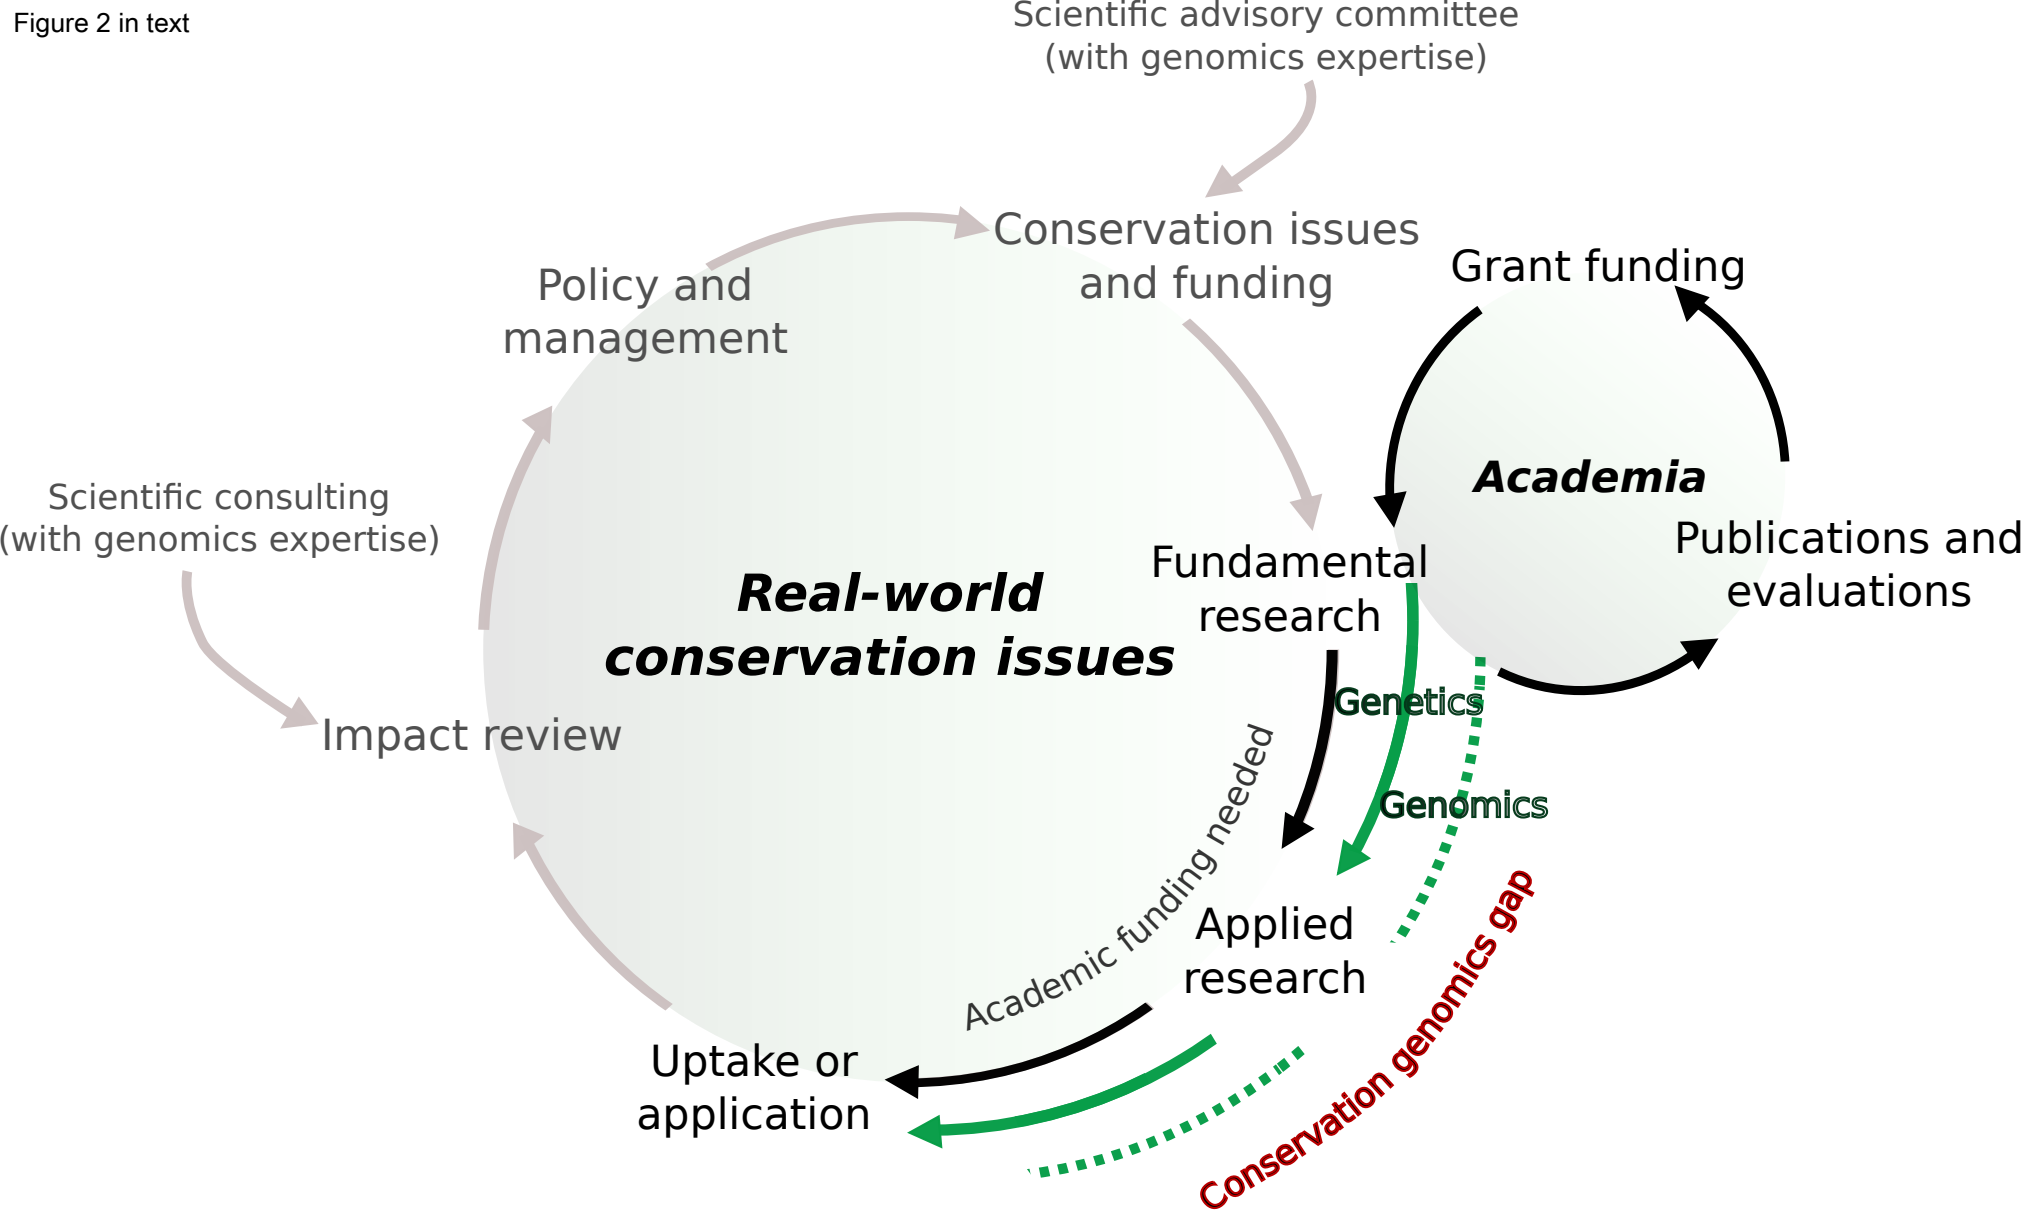 Figure 2 in text
Scientific advisory committee
(with genomics expertise)
Conservation issues
and funding
Grant funding
Policy and
management
Academia
Scientific consulting
(with genomics expertise)
Publications and
evaluations
Fundamental
research
Real-world
conservation issues
Genetics
Impact review
Genomics
Academic funding needed
Applied
research
Conservation genomics gap
Uptake or
application